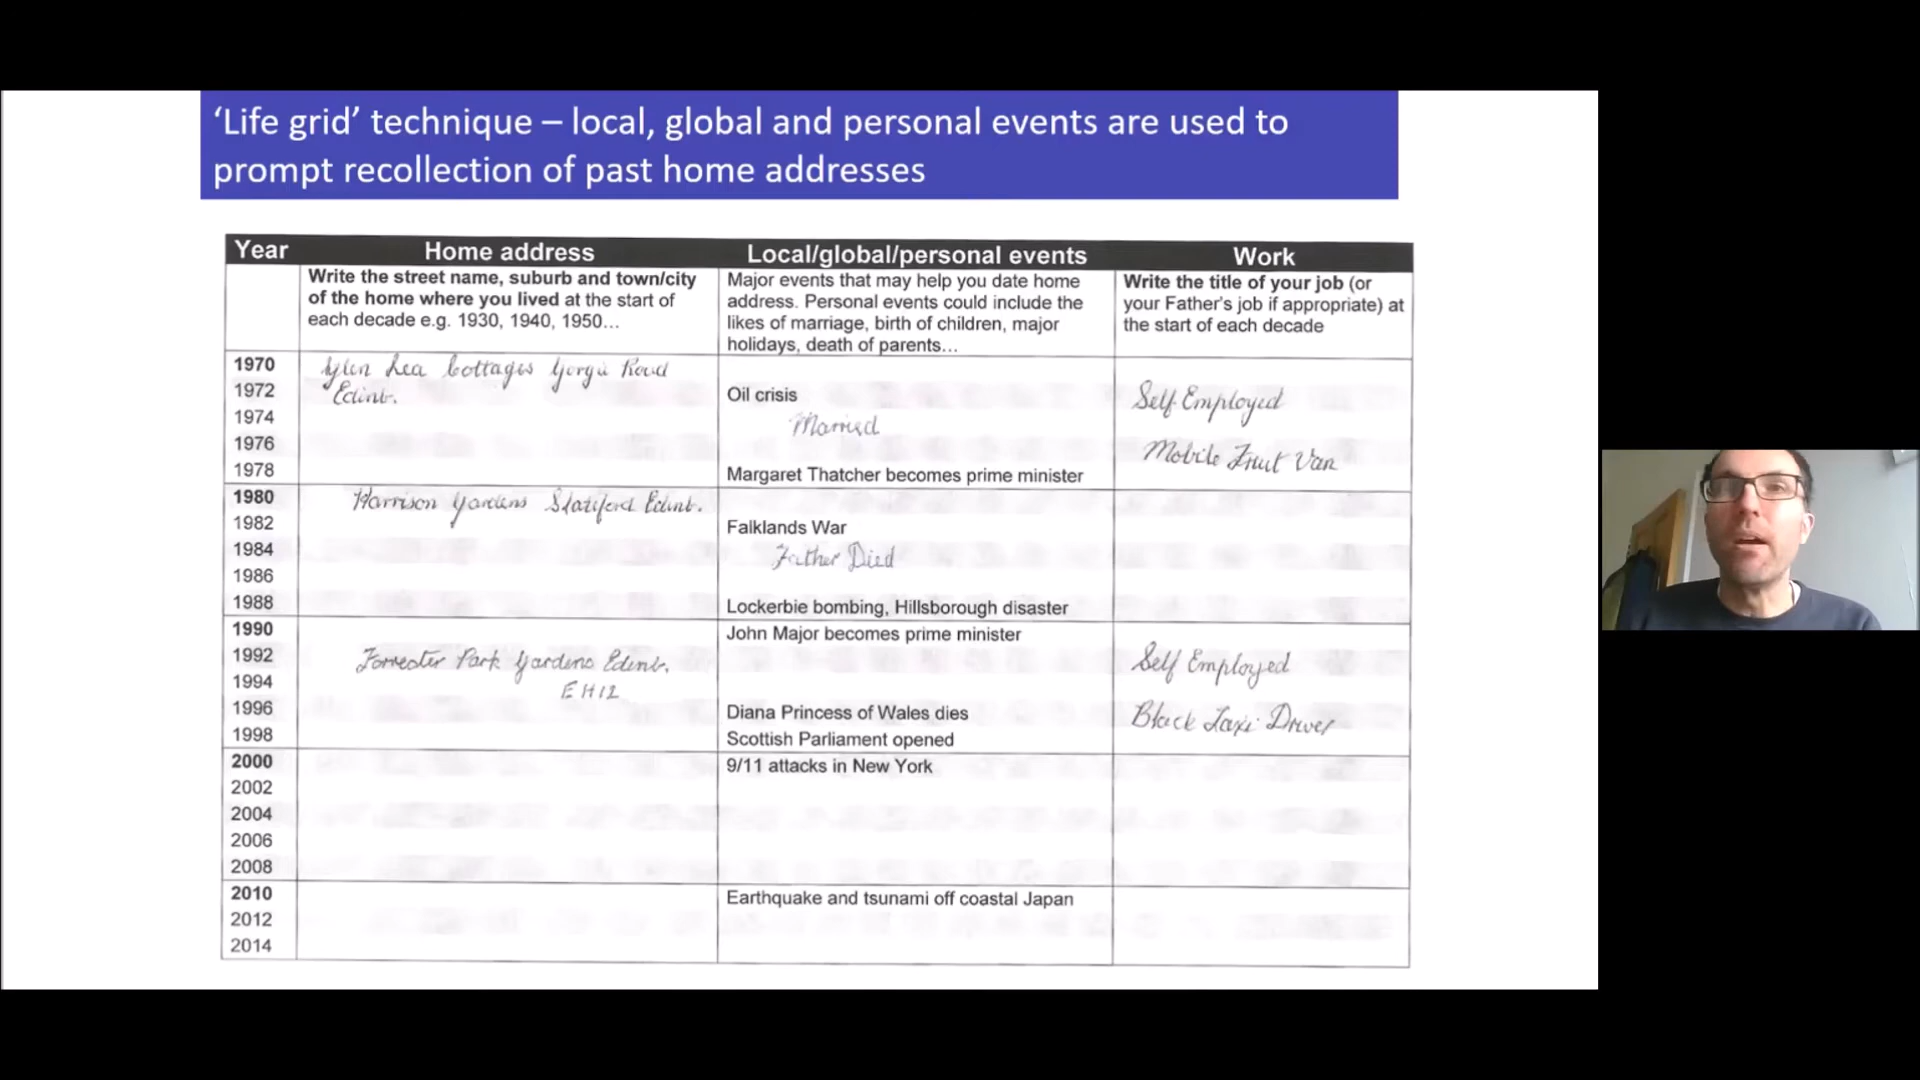 ‘Life grid’ technique – local, global and personal events are used to
prompt recollection of past home addresses
Year Home address Local/global/personal events Work
Write the street name, suburb and town/city
of the home where you lived at the start of
each decade e.g. 1930, 1940, 1950...
Major events that may help you date home
address. Personal events could include the
likes of marriage, birth of children, major
holidays, death of parents...
Write the title of your job (or
your Father's job if appropriate) at
the start of each decade
1970 Glen Lea Cottages Gorgie Road
1972 Edinb. Oil crisis Self Employed
1974 Married
1976 Mobile Fruit Van
1978 Margaret Thatcher becomes prime minister
1980 Harrison Gardens Slateford Edinb.
1982 Falklands War
1984 Father Died
1986
1988 Lockerbie bombing, Hillsborough disaster
1990 John Major becomes prime minister
1992 Forrester Park Gardens Edinb. Self Employed
1994 EH12
1996 Diana Princess of Wales dies Black Taxi Driver
1998 Scottish Parliament opened
2000 9/11 attacks in New York
2002
2004
2006
2008
2010 Earthquake and tsunami off coastal Japan
2012
2014